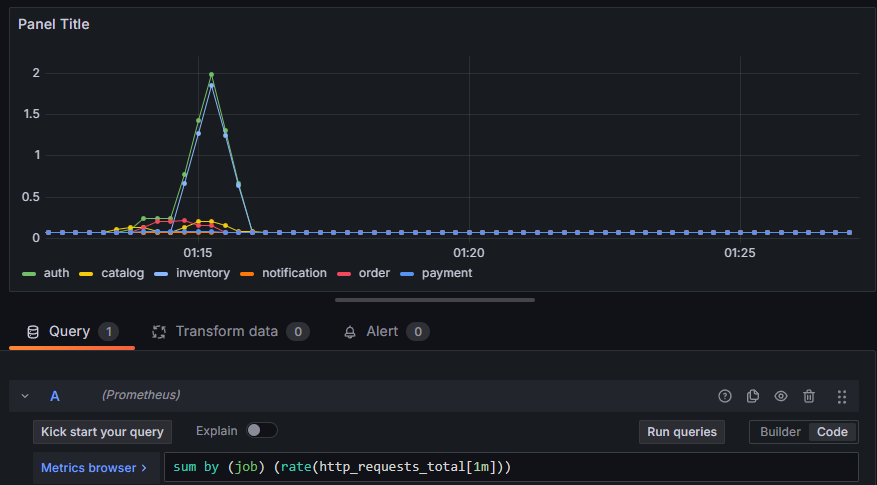 Panel Title
2
1.5
1
0.5
0
01:15 01:20 01:25
auth catalog inventory notification order payment
Query 1 Transform data 0 Alert 0
A (Prometheus)
Kick start your query Explain Run queries Builder Code
Metrics browser > sum by (job) (rate(http_requests_total[1m]))